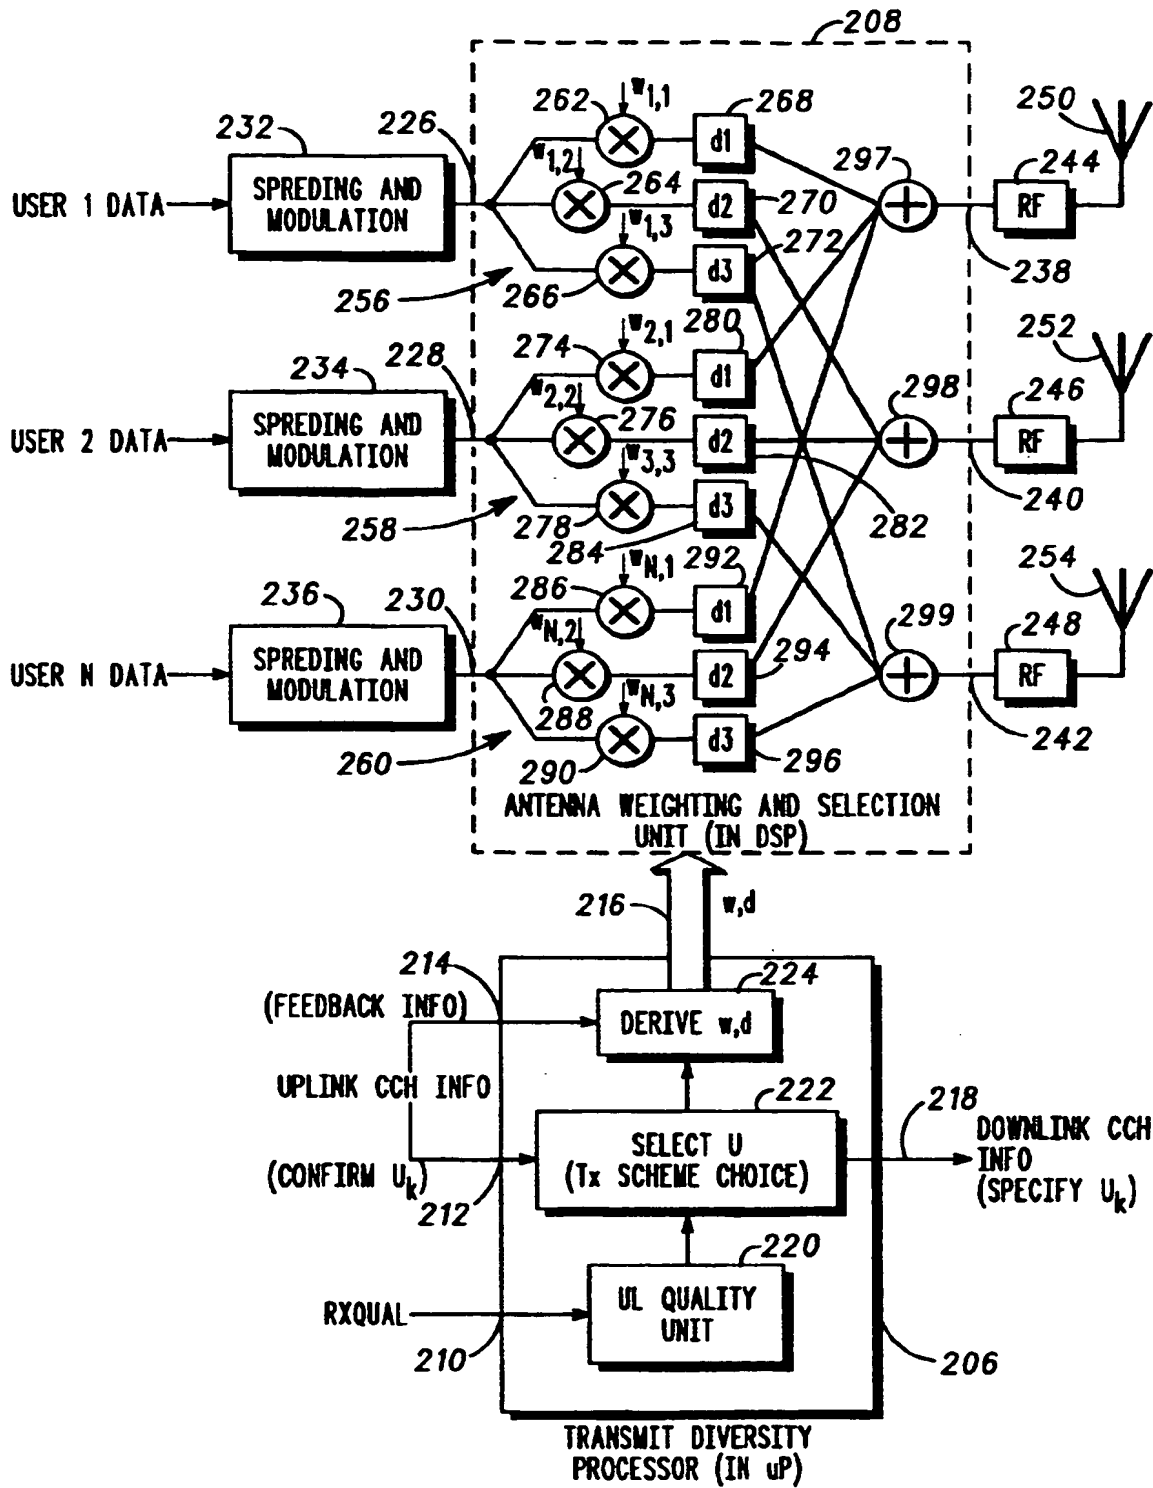 208
262
w1,1
268
250
232
226
d1
297
244
SPREDING AND
MODULATION
w1,2
264
d2
270
RF
USER 1 DATA
w1,3
272
256
266
d3
238
280
w2,1
252
274
228
d1
234
298
246
SPREDING AND
MODULATION
w2,2
276
d2
RF
USER 2 DATA
w3,3
240
258
278
d3
282
284
292
wN,1
254
286
236
230
d1
299
248
SPREDING AND
MODULATION
wN,2
d2
294
RF
USER N DATA
288
wN,3
242
260
d3
290
296
ANTENNA WEIGHTING AND SELECTION
UNIT (IN DSP)
216
w,d
214
224
(FEEDBACK INFO)
DERIVE w,d
UPLINK CCH INFO
222
218
SELECT U
(Tx SCHEME CHOICE)
DOWNLINK CCH
INFO
(SPECIFY Uk)
(CONFIRM Uk)
212
220
UL QUALITY
UNIT
RXQUAL
210
206
TRANSMIT DIVERSITY
PROCESSOR (IN uP)